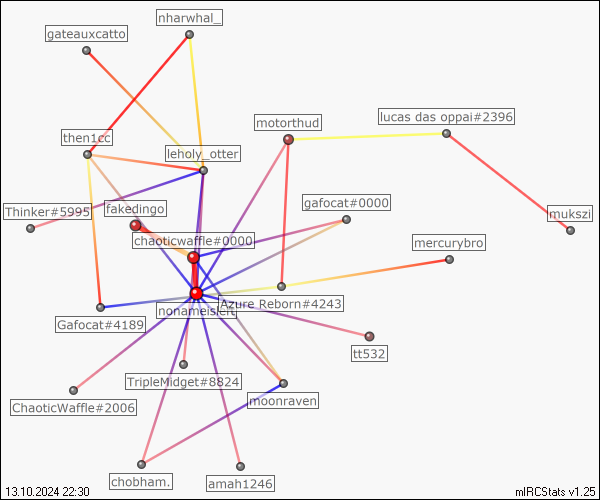 nharwhal_
gateauxcatto
motorthud
lucas das oppai#2396
then1cc
leholy_otter
Thinker#5995
fakedingo
gafocat#0000
mukszi
chaoticwaffle#0000
mercurybro
nonameisleft
Azure Reborn#4243
Gafocat#4189
tt532
TripleMidget#8824
ChaoticWaffle#2006
moonraven
chobham.
amah1246
13.10.2024 22:30
mIRCStats v1.25